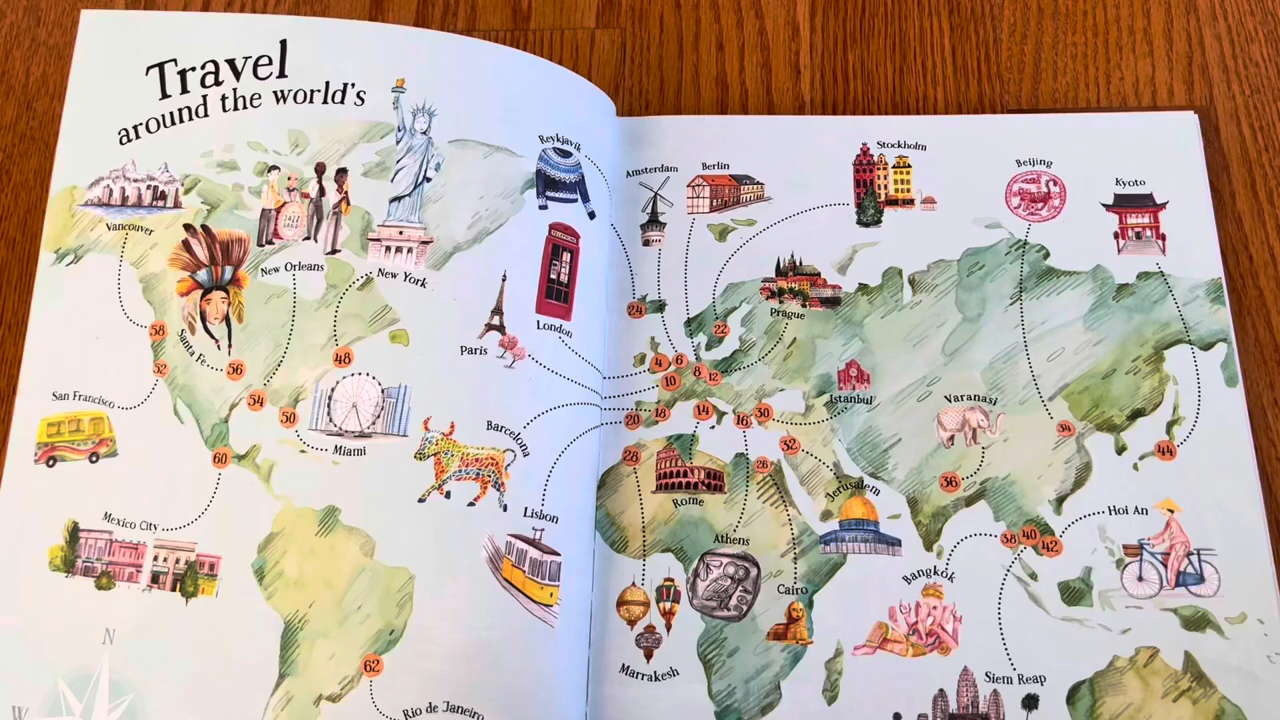 Travel
around the world's
Vancouver
New Orleans
JAZZ
BAND
New York
Santa Fe
58
52
56
54
48
50
San Francisco
Miami
60
Mexico City
N
W
62
Rio de Janeiro
Reykjavik
TELEPHONE
London
Paris
Barcelona
Lisbon
Amsterdam
Berlin
Stockholm
Beijing
Kyoto
Prague
24
22
4
6
8
10
12
20
18
14
16
30
Istanbul
Varanasi
28
26
32
34
44
36
Rome
Jerusalem
Athens
Cairo
Marrakesh
38
40
42
Hoi An
Bangkok
Siem Reap